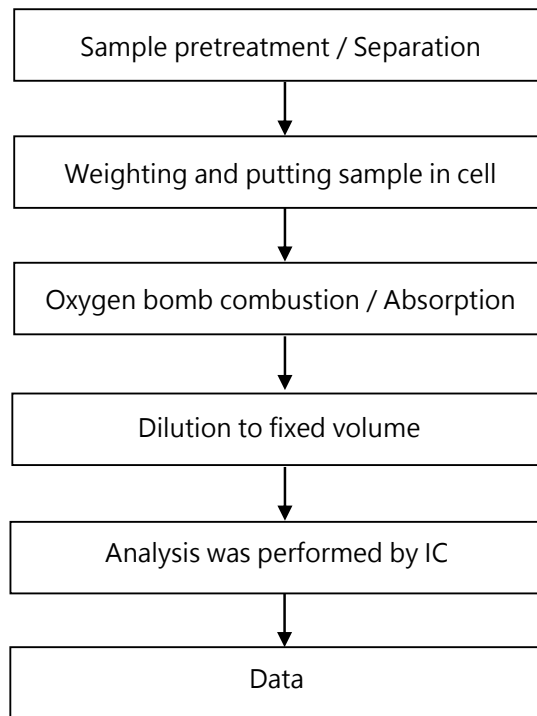 Sample pretreatment / Separation
Weighting and putting sample in cell
Oxygen bomb combustion / Absorption
Dilution to fixed volume
Analysis was performed by IC
Data